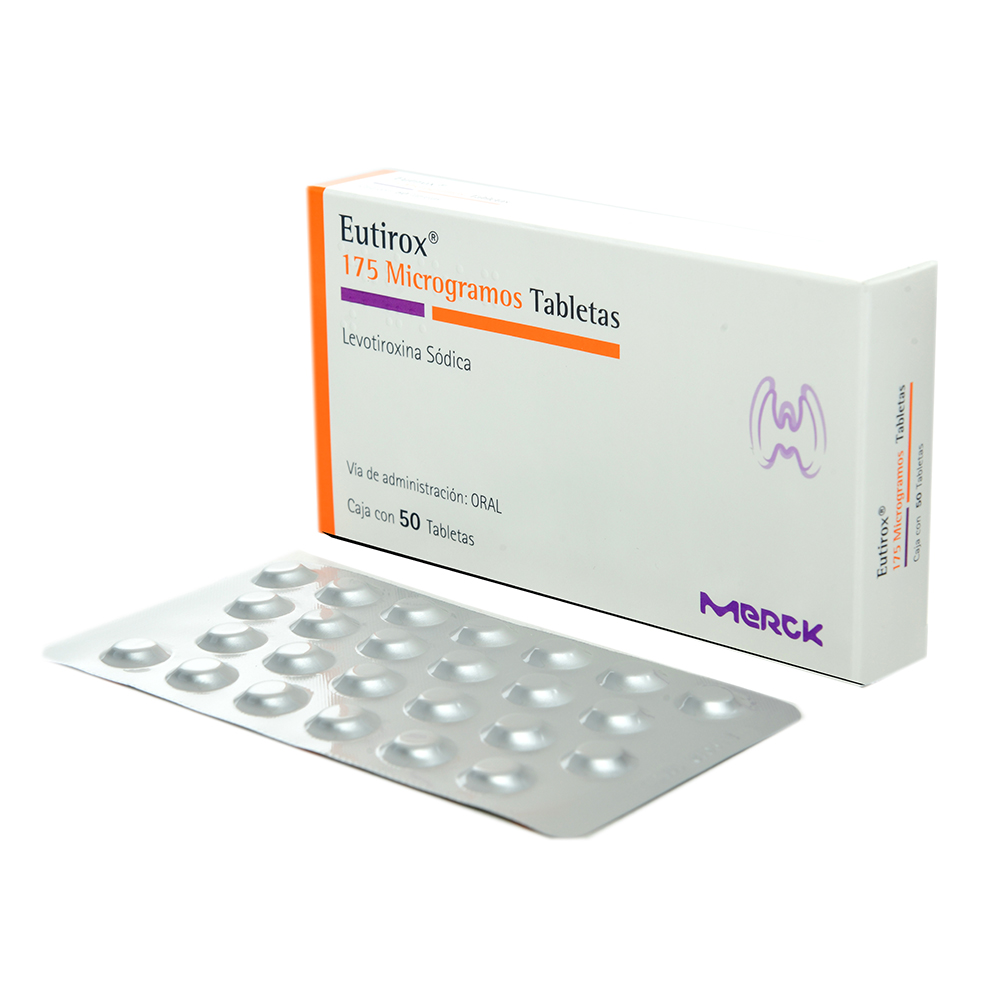 Eutirox®
175 Microgramos Tabletas
Levotiroxina Sódica
Vía de administración: ORAL
Caja con 50 Tabletas
MERCK
Eutirox®
175 Microgramos Tabletas
Caja con 50 Tabletas